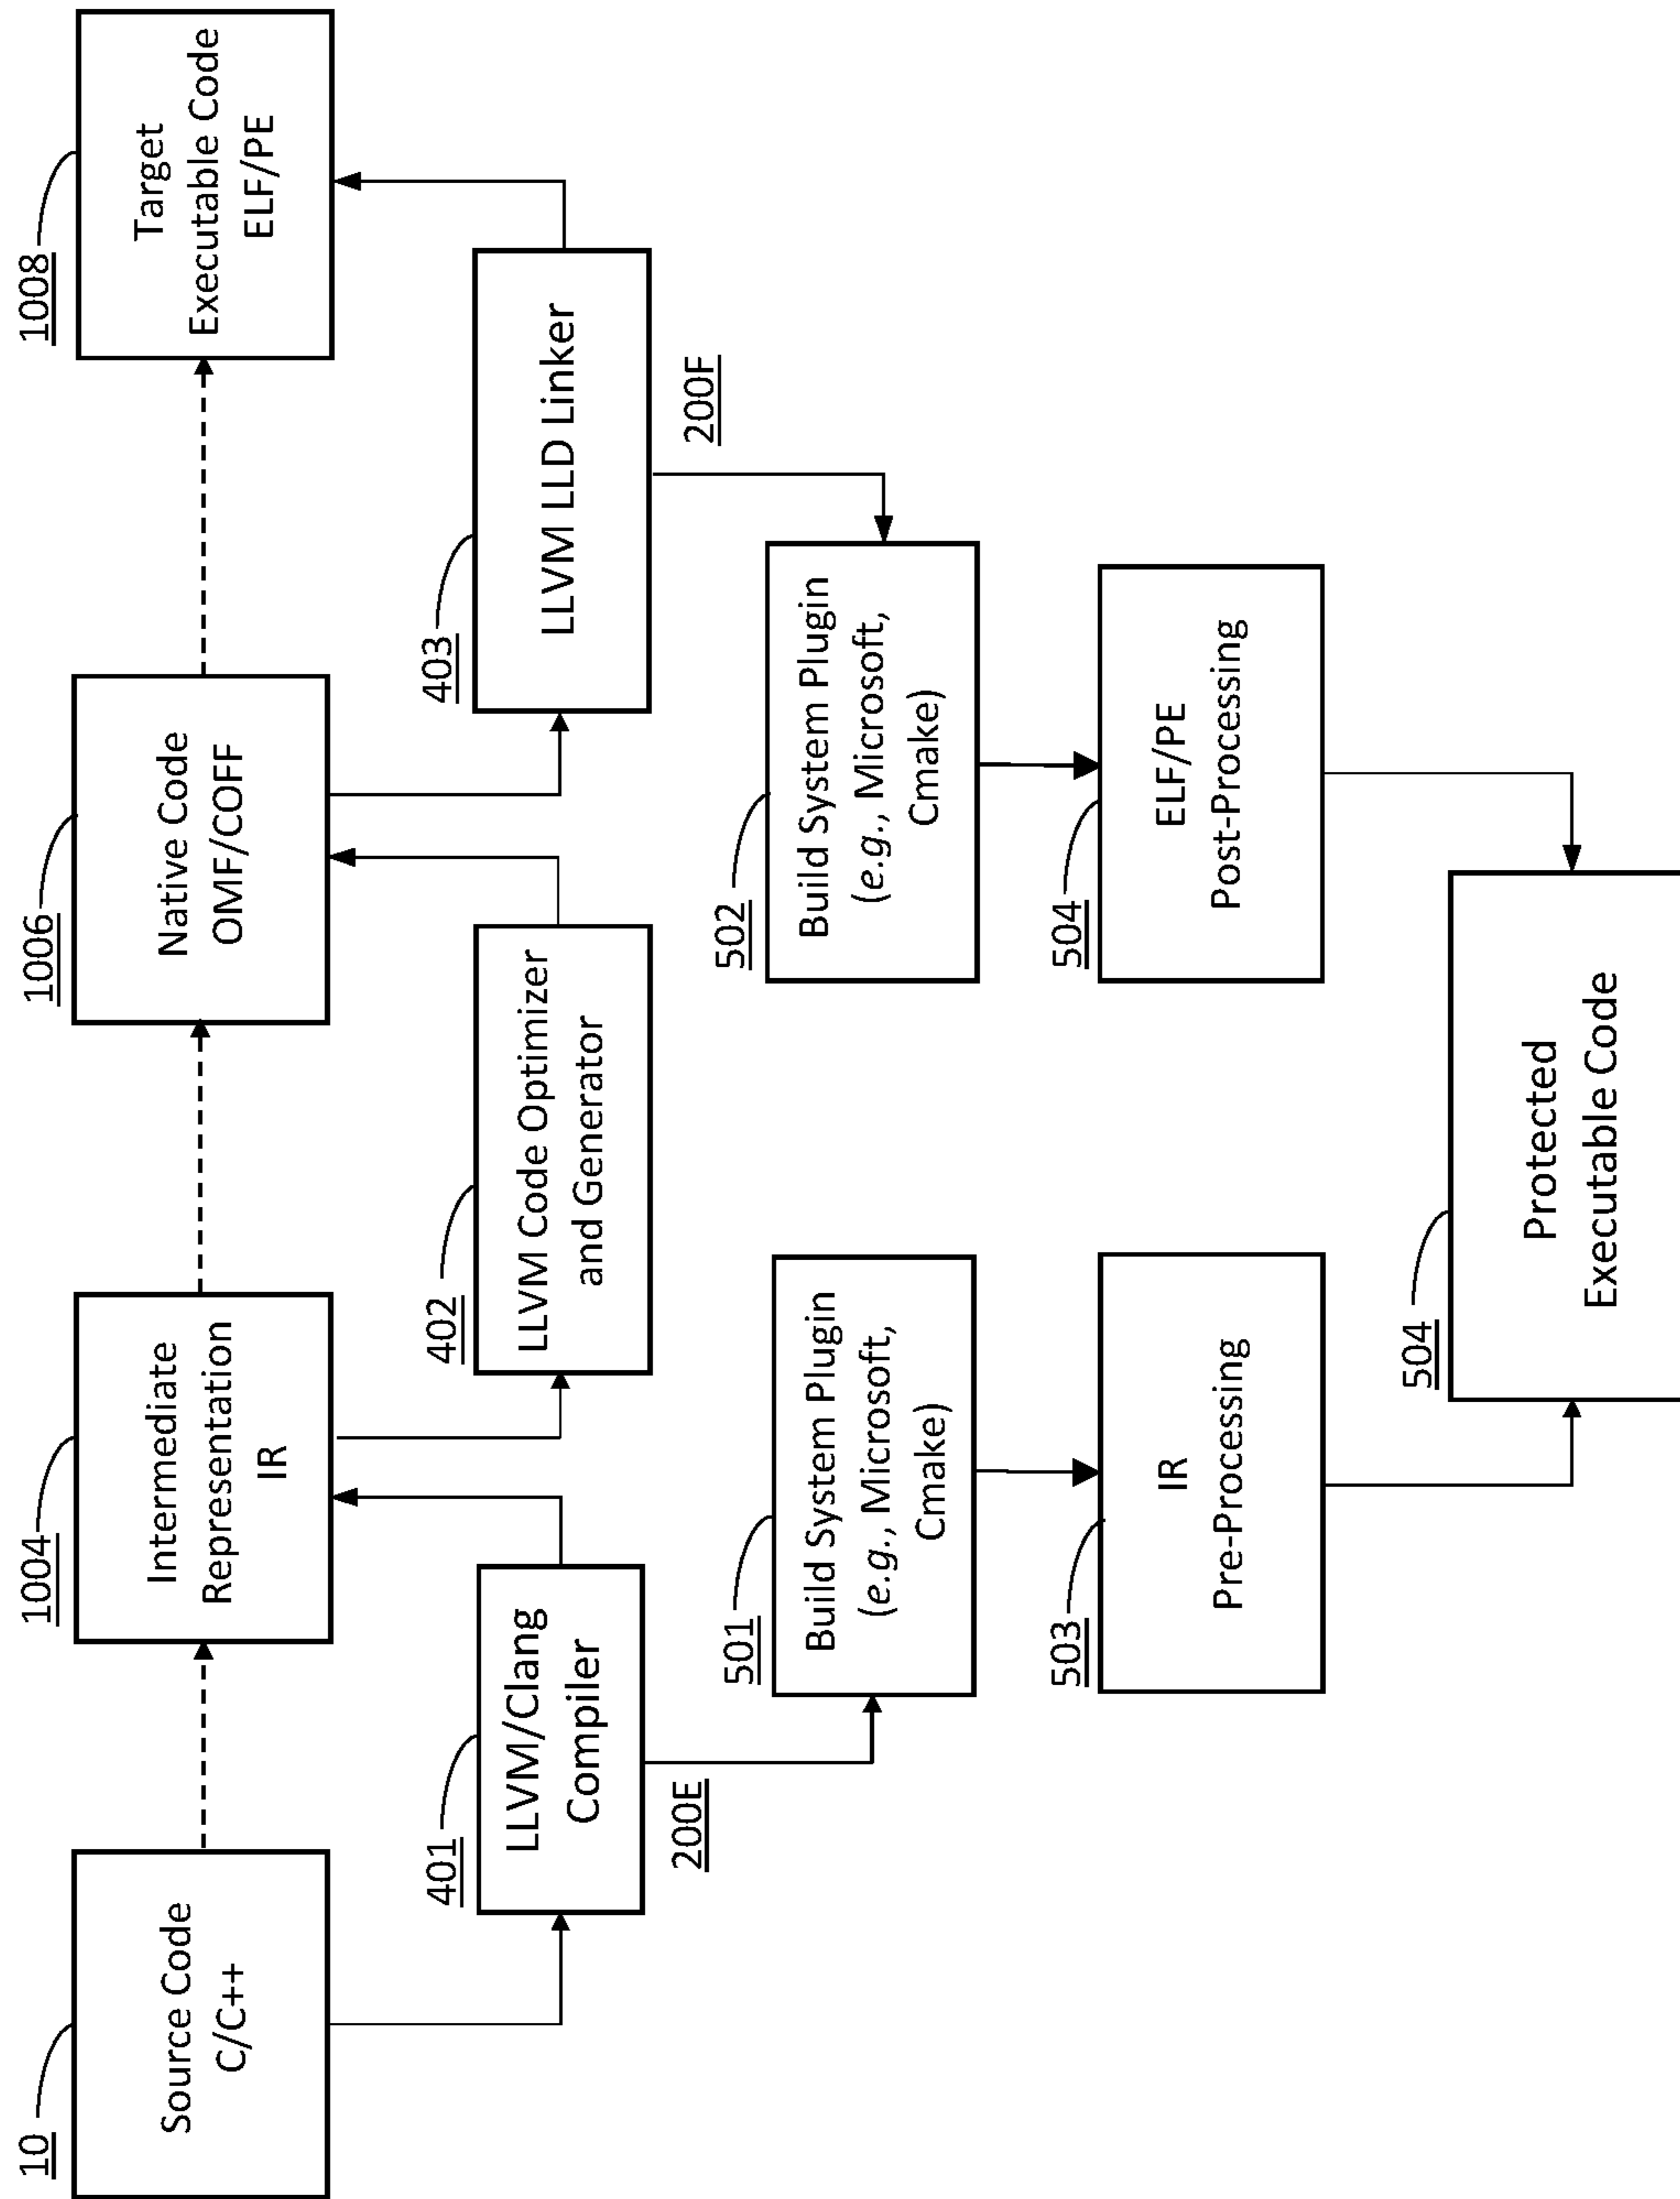 10
Source Code
C/C++
1004
Intermediate
Representation
IR
1006
Native Code
OMF/COFF
1008
Target
Executable Code
ELF/PE
401
LLVM/Clang
Compiler
402
LLVM Code Optimizer
and Generator
403
LLVM LLD Linker
200E
200F
501
Build System Plugin
(e.g., Microsoft,
Cmake)
502
Build System Plugin
(e.g., Microsoft,
Cmake)
503
IR
Pre-Processing
504
ELF/PE
Post-Processing
504
Protected
Executable Code